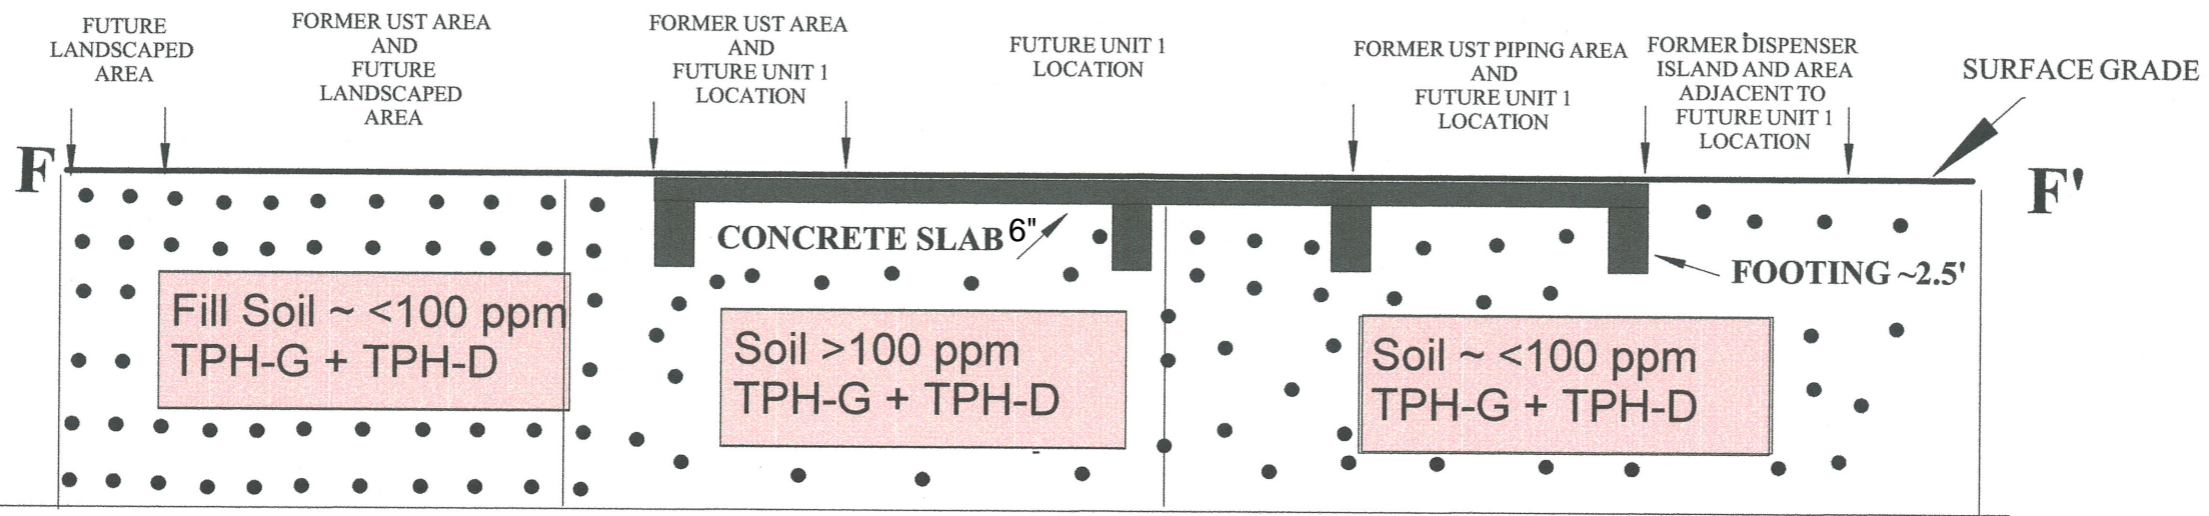 FUTURE
LANDSCAPED
AREA
FORMER UST AREA
AND
FUTURE
LANDSCAPED
AREA
FORMER UST AREA
AND
FUTURE UNIT 1
LOCATION
FUTURE UNIT 1
LOCATION
FORMER UST PIPING AREA
AND
FUTURE UNIT 1
LOCATION
FORMER DISPENSER
ISLAND AND AREA
ADJACENT TO
FUTURE UNIT 1
LOCATION
SURFACE GRADE
F
F'
CONCRETE SLAB 6"
FOOTING ~2.5'
Fill Soil ~ <100 ppm
TPH-G + TPH-D
Soil >100 ppm
TPH-G + TPH-D
Soil ~ <100 ppm
TPH-G + TPH-D